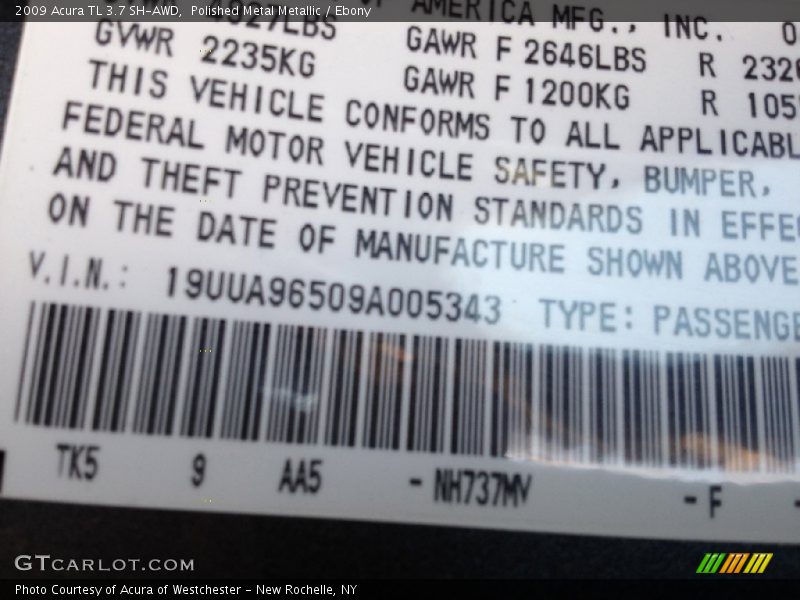 2009 Acura TL 3.7 SH-AWD, Polished Metal Metallic / Ebony
AMERICA MFG., INC. 0
GVWR 2235KG GAWR F 2646LBS R 232
GAWR F 1200KG R 105
THIS VEHICLE CONFORMS TO ALL APPLICABL
FEDERAL MOTOR VEHICLE SAFETY, BUMPER,
AND THEFT PREVENTION STANDARDS IN EFFE
ON THE DATE OF MANUFACTURE SHOWN ABOVE
V.I.N.: 19UUA96509A005343 TYPE: PASSENGE
TK5 9 AA5 - NH737MV - F -
GTCARLOT.COM
Photo Courtesy of Acura of Westchester - New Rochelle, NY